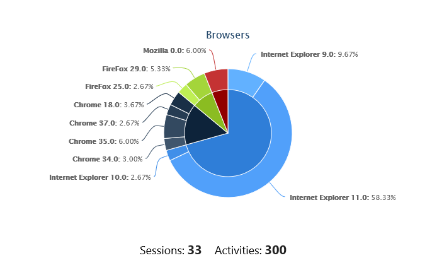 Browsers
Mozilla 0.0: 6.00%
Internet Explorer 9.0: 9.67%
FireFox 29.0: 5.33%
FireFox 25.0: 2.67%
Chrome 18.0: 3.67%
Chrome 37.0: 2.67%
Chrome 35.0: 6.00%
Chrome 34.0: 3.00%
Internet Explorer 10.0: 2.67%
Internet Explorer 11.0: 58.33%
Sessions: 33 Activities: 300